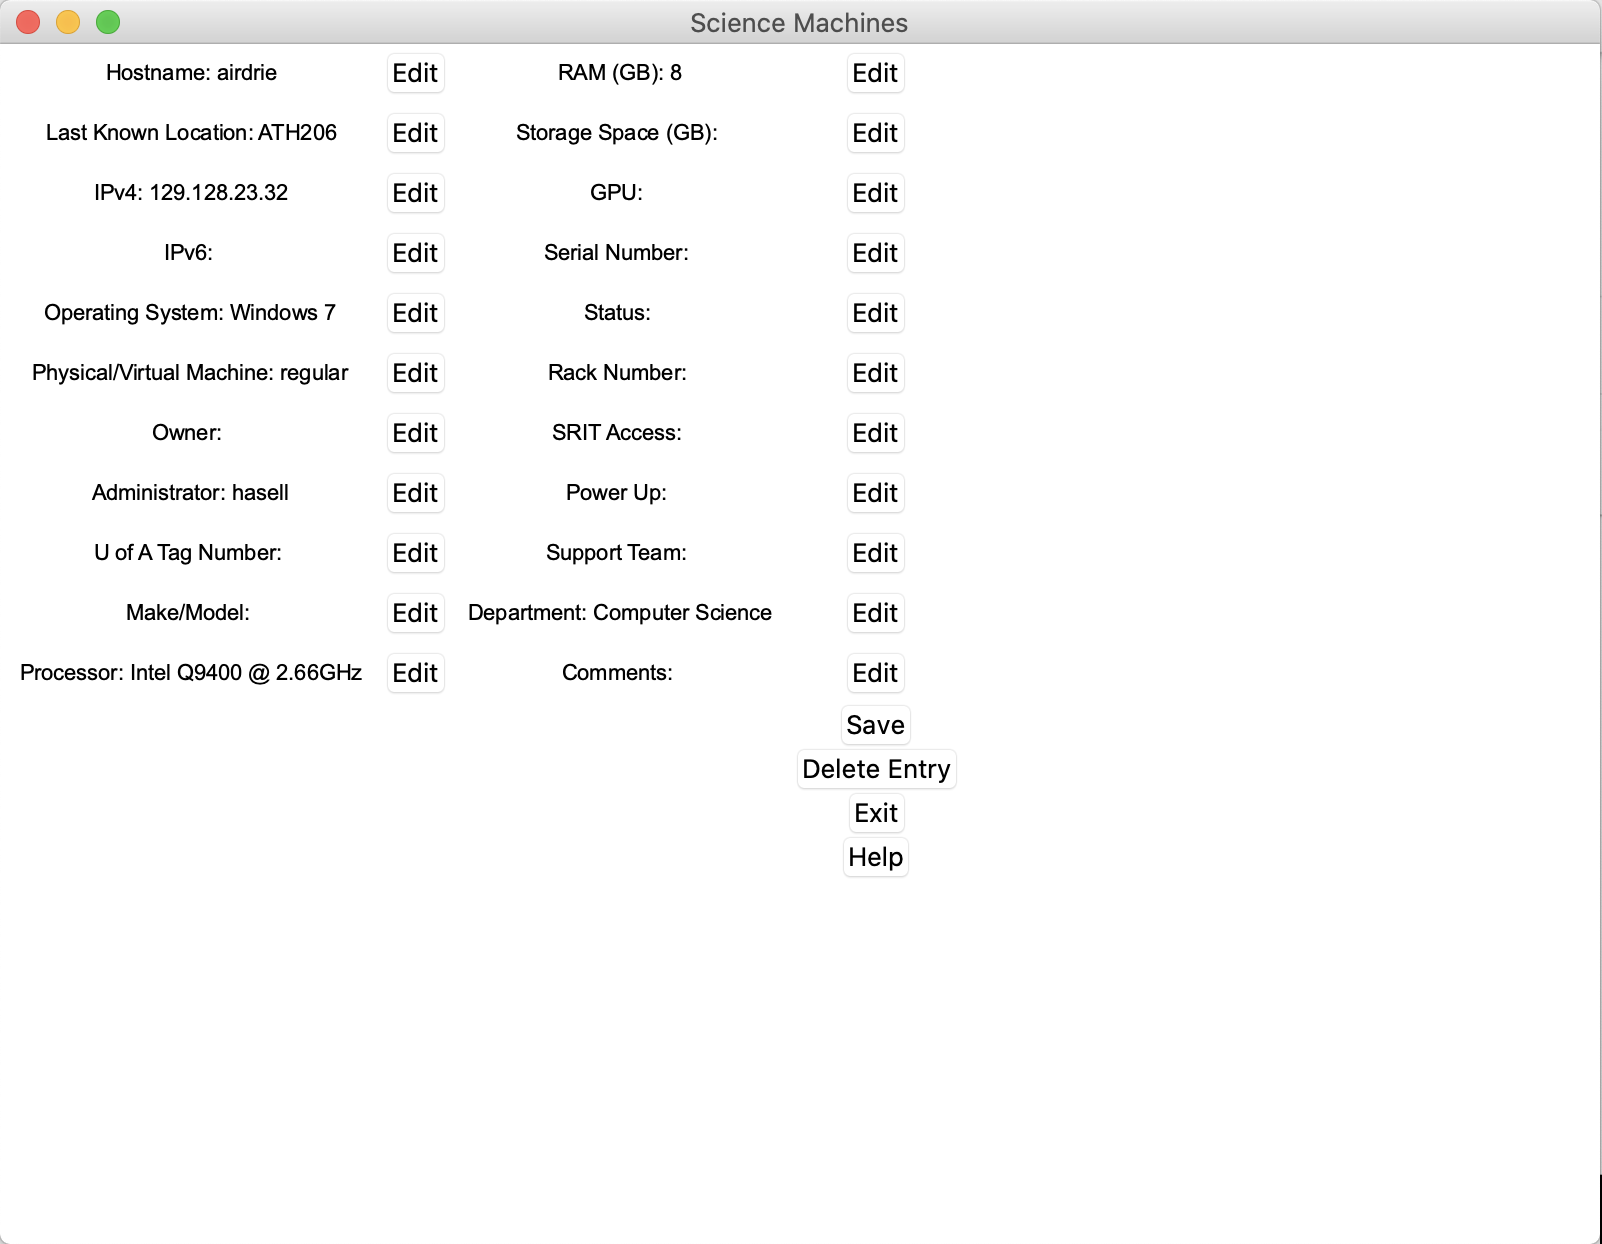 Science Machines
Hostname: airdrie Edit RAM (GB): 8 Edit
Last Known Location: ATH206 Edit Storage Space (GB): Edit
IPv4: 129.128.23.32 Edit GPU: Edit
IPv6: Edit Serial Number: Edit
Operating System: Windows 7 Edit Status: Edit
Physical/Virtual Machine: regular Edit Rack Number: Edit
Owner: Edit SRIT Access: Edit
Administrator: hasell Edit Power Up: Edit
U of A Tag Number: Edit Support Team: Edit
Make/Model: Edit Department: Computer Science Edit
Processor: Intel Q9400 @ 2.66GHz Edit Comments: Edit
Save
Delete Entry
Exit
Help